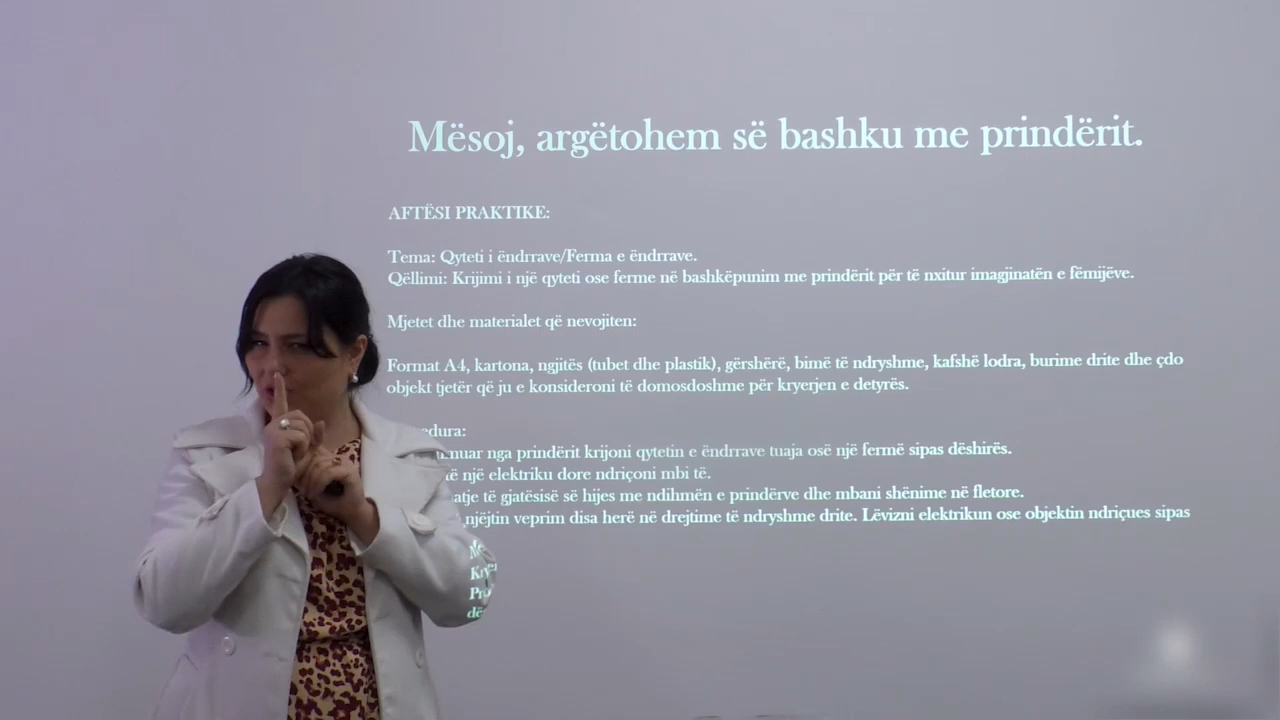 Mësoj, argëtohem së bashku me prindërit.
AFTËSI PRAKTIKE:
Tema: Qyteti i ëndrrave/Ferma e ëndrrave.
Qëllimi: Krijimi i një qyteti ose ferme në bashkëpunim me prindërit për të nxitur imagjinatën e fëmijëve.
Mjetet dhe materialet që nevojiten:
Format A4, kartona, ngjitës (tubet dhe plastik), gërshërë, bimë të ndryshme, kafshë lodra, burime drite dhe çdo
objekt tjetër që ju e konsideroni të domosdoshme për kryerjen e detyrës.
nga prindërit krijoni qytetin e ëndrrave tuaja osë një fermë sipas dëshirës.
një elektriku dore ndriçoni mbi të.
të gjatësisë së hijes me ndihmën e prindërve dhe mbani shënime në fletore.
njëjtin veprim disa herë në drejtime të ndryshme drite. Lëvizni elektrikun ose objektin ndriçues sipas